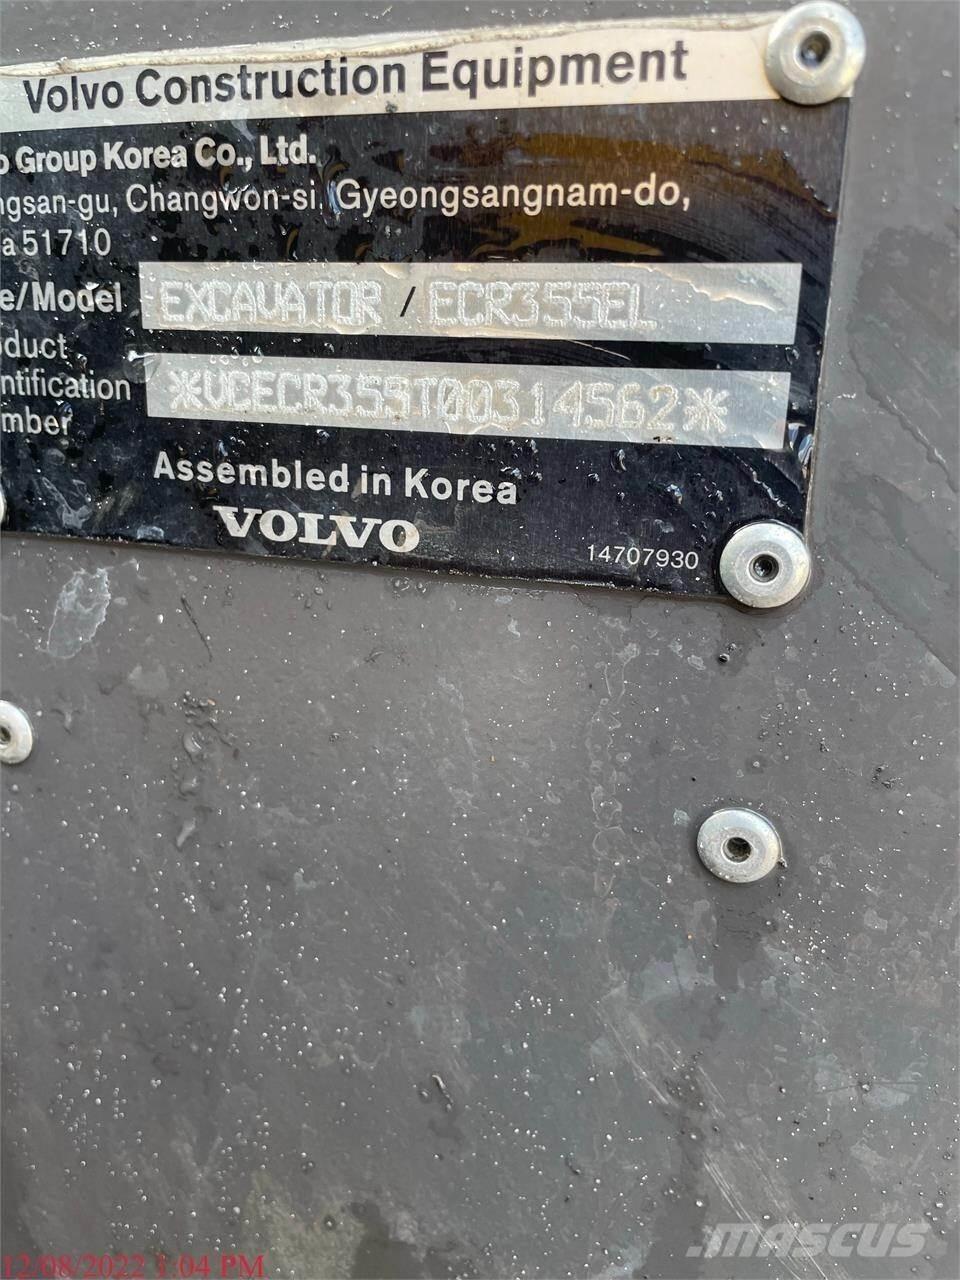 Volvo Construction Equipment
o Group Korea Co., Ltd.
ngsan-gu, Changwon-si, Gyeongsangnam-do,
a 51710
e/Model EXCAVATOR / ECR355EL
oduct
entification *VCECR355T00314562*
mber
Assembled in Korea
VOLVO
14707930
12/08/2022 1:04 PM
MASCUS